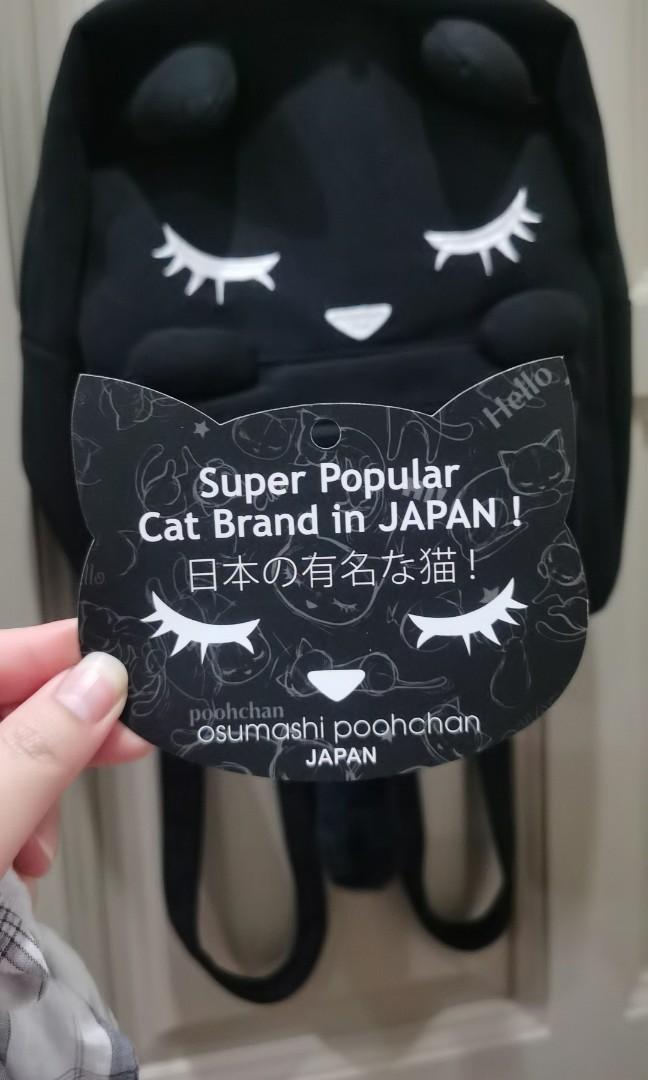 Hello
Super Popular
Cat Brand in JAPAN !
日本の有名な猫！
poohchan
osumashi poohchan
JAPAN